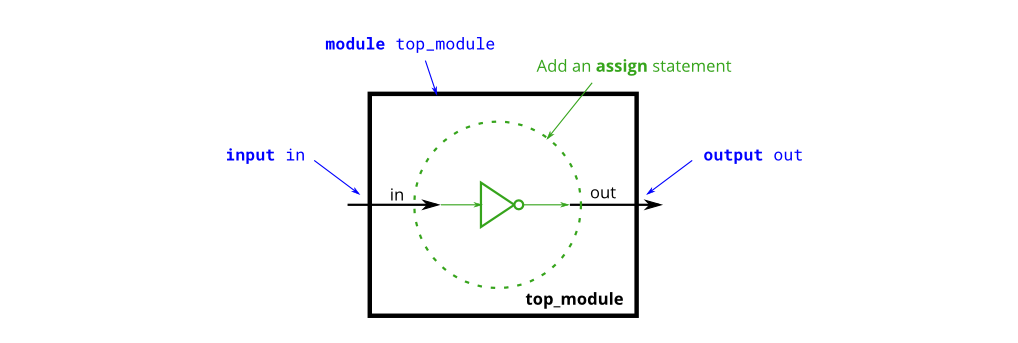 module top_module
Add an assign statement
input in
output out
in
out
top_module